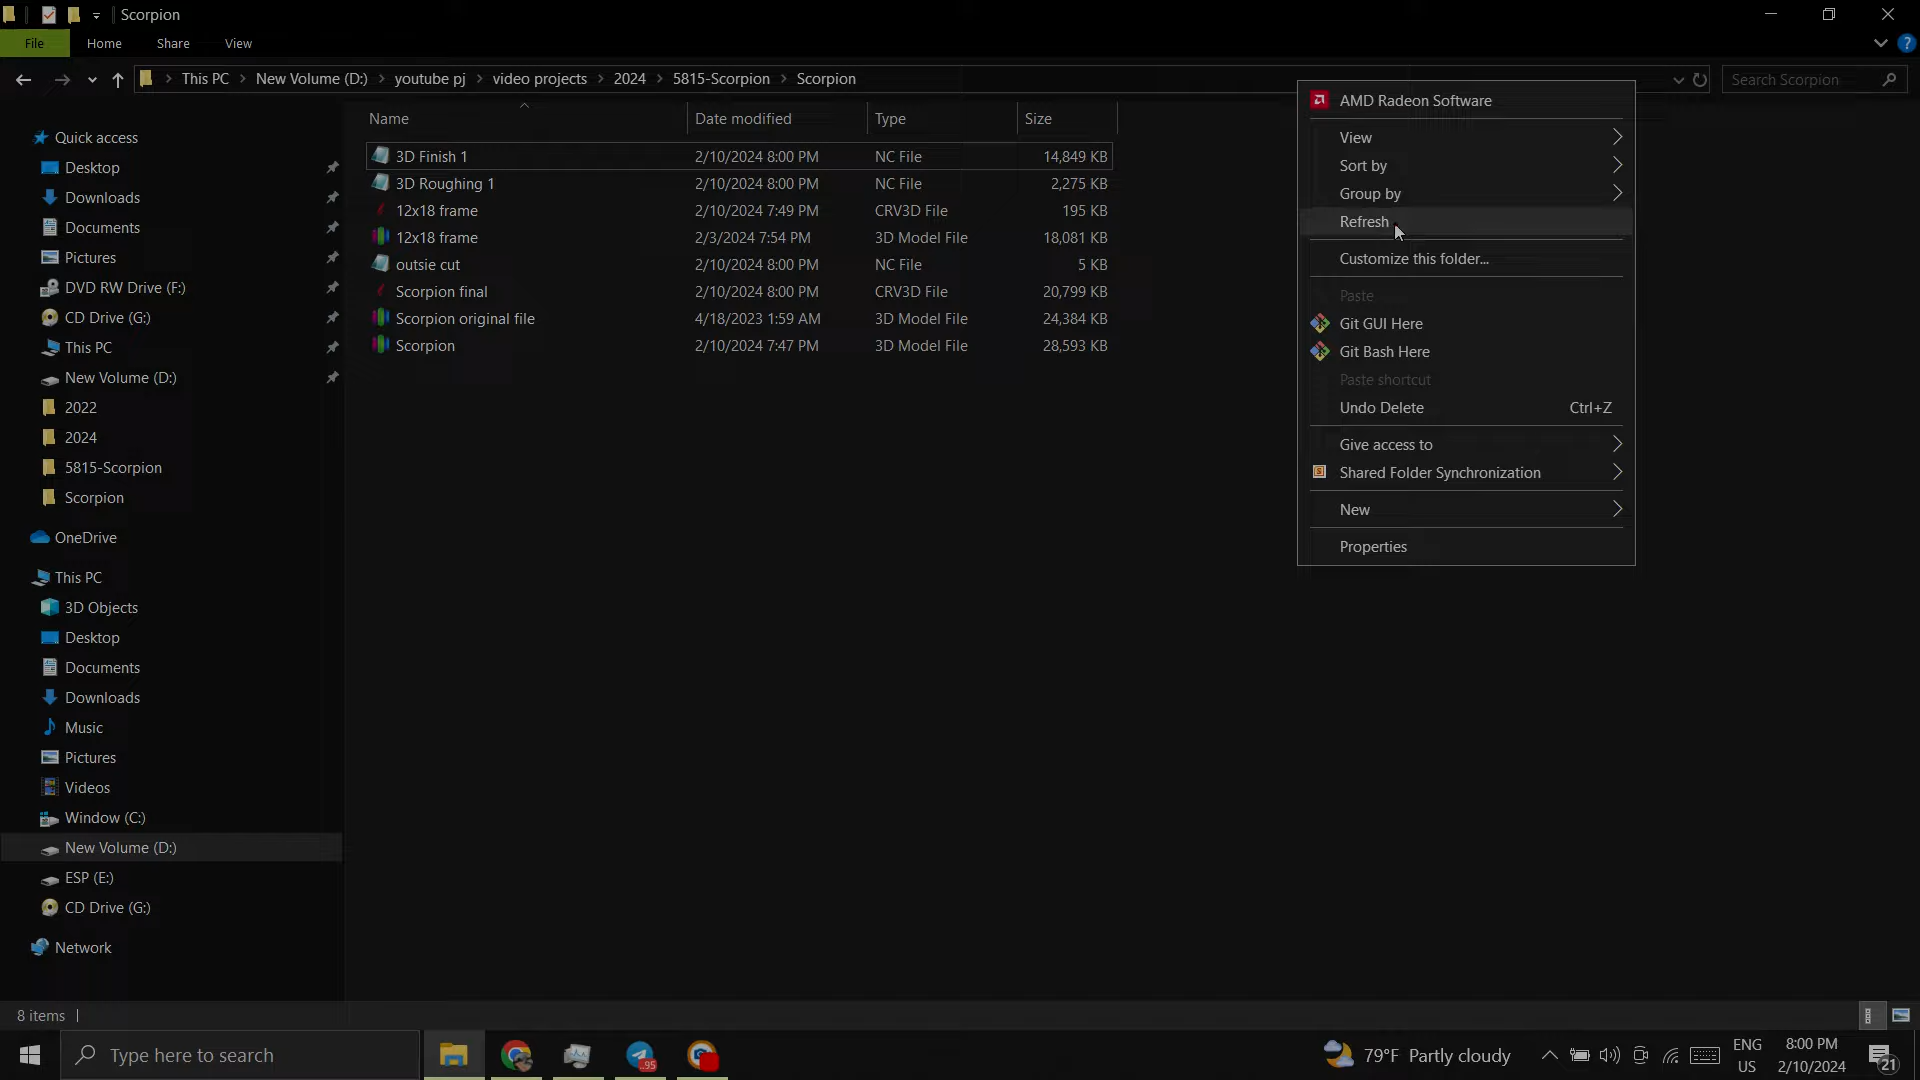 Scorpion
File Home Share View
This PC New Volume (D:) youtube pj video projects 2024 5815-Scorpion Scorpion
Search Scorpion
Quick access
Desktop
Downloads
Documents
Pictures
DVD RW Drive (F:)
CD Drive (G:)
This PC
New Volume (D:)
2022
2024
5815-Scorpion
Scorpion
OneDrive
This PC
3D Objects
Desktop
Documents
Downloads
Music
Pictures
Videos
Window (C:)
New Volume (D:)
ESP (E:)
CD Drive (G:)
Network
Name Date modified Type Size
3D Finish 1 2/10/2024 8:00 PM NC File 14,849 KB
3D Roughing 1 2/10/2024 8:00 PM NC File 2,275 KB
12x18 frame 2/10/2024 7:49 PM CRV3D File 195 KB
12x18 frame 2/3/2024 7:54 PM 3D Model File 18,081 KB
outsie cut 2/10/2024 8:00 PM NC File 5 KB
Scorpion final 2/10/2024 8:00 PM CRV3D File 20,799 KB
Scorpion original file 4/18/2023 1:59 AM 3D Model File 24,384 KB
Scorpion 2/10/2024 7:47 PM 3D Model File 28,593 KB
AMD Radeon Software
View
Sort by
Group by
Refresh
Customize this folder...
Paste
Git GUI Here
Git Bash Here
Paste shortcut
Undo Delete Ctrl+Z
Give access to
Shared Folder Synchronization
New
Properties
8 items
Type here to search
..95
79°F Partly cloudy
ENG
US
8:00 PM
2/10/2024
21